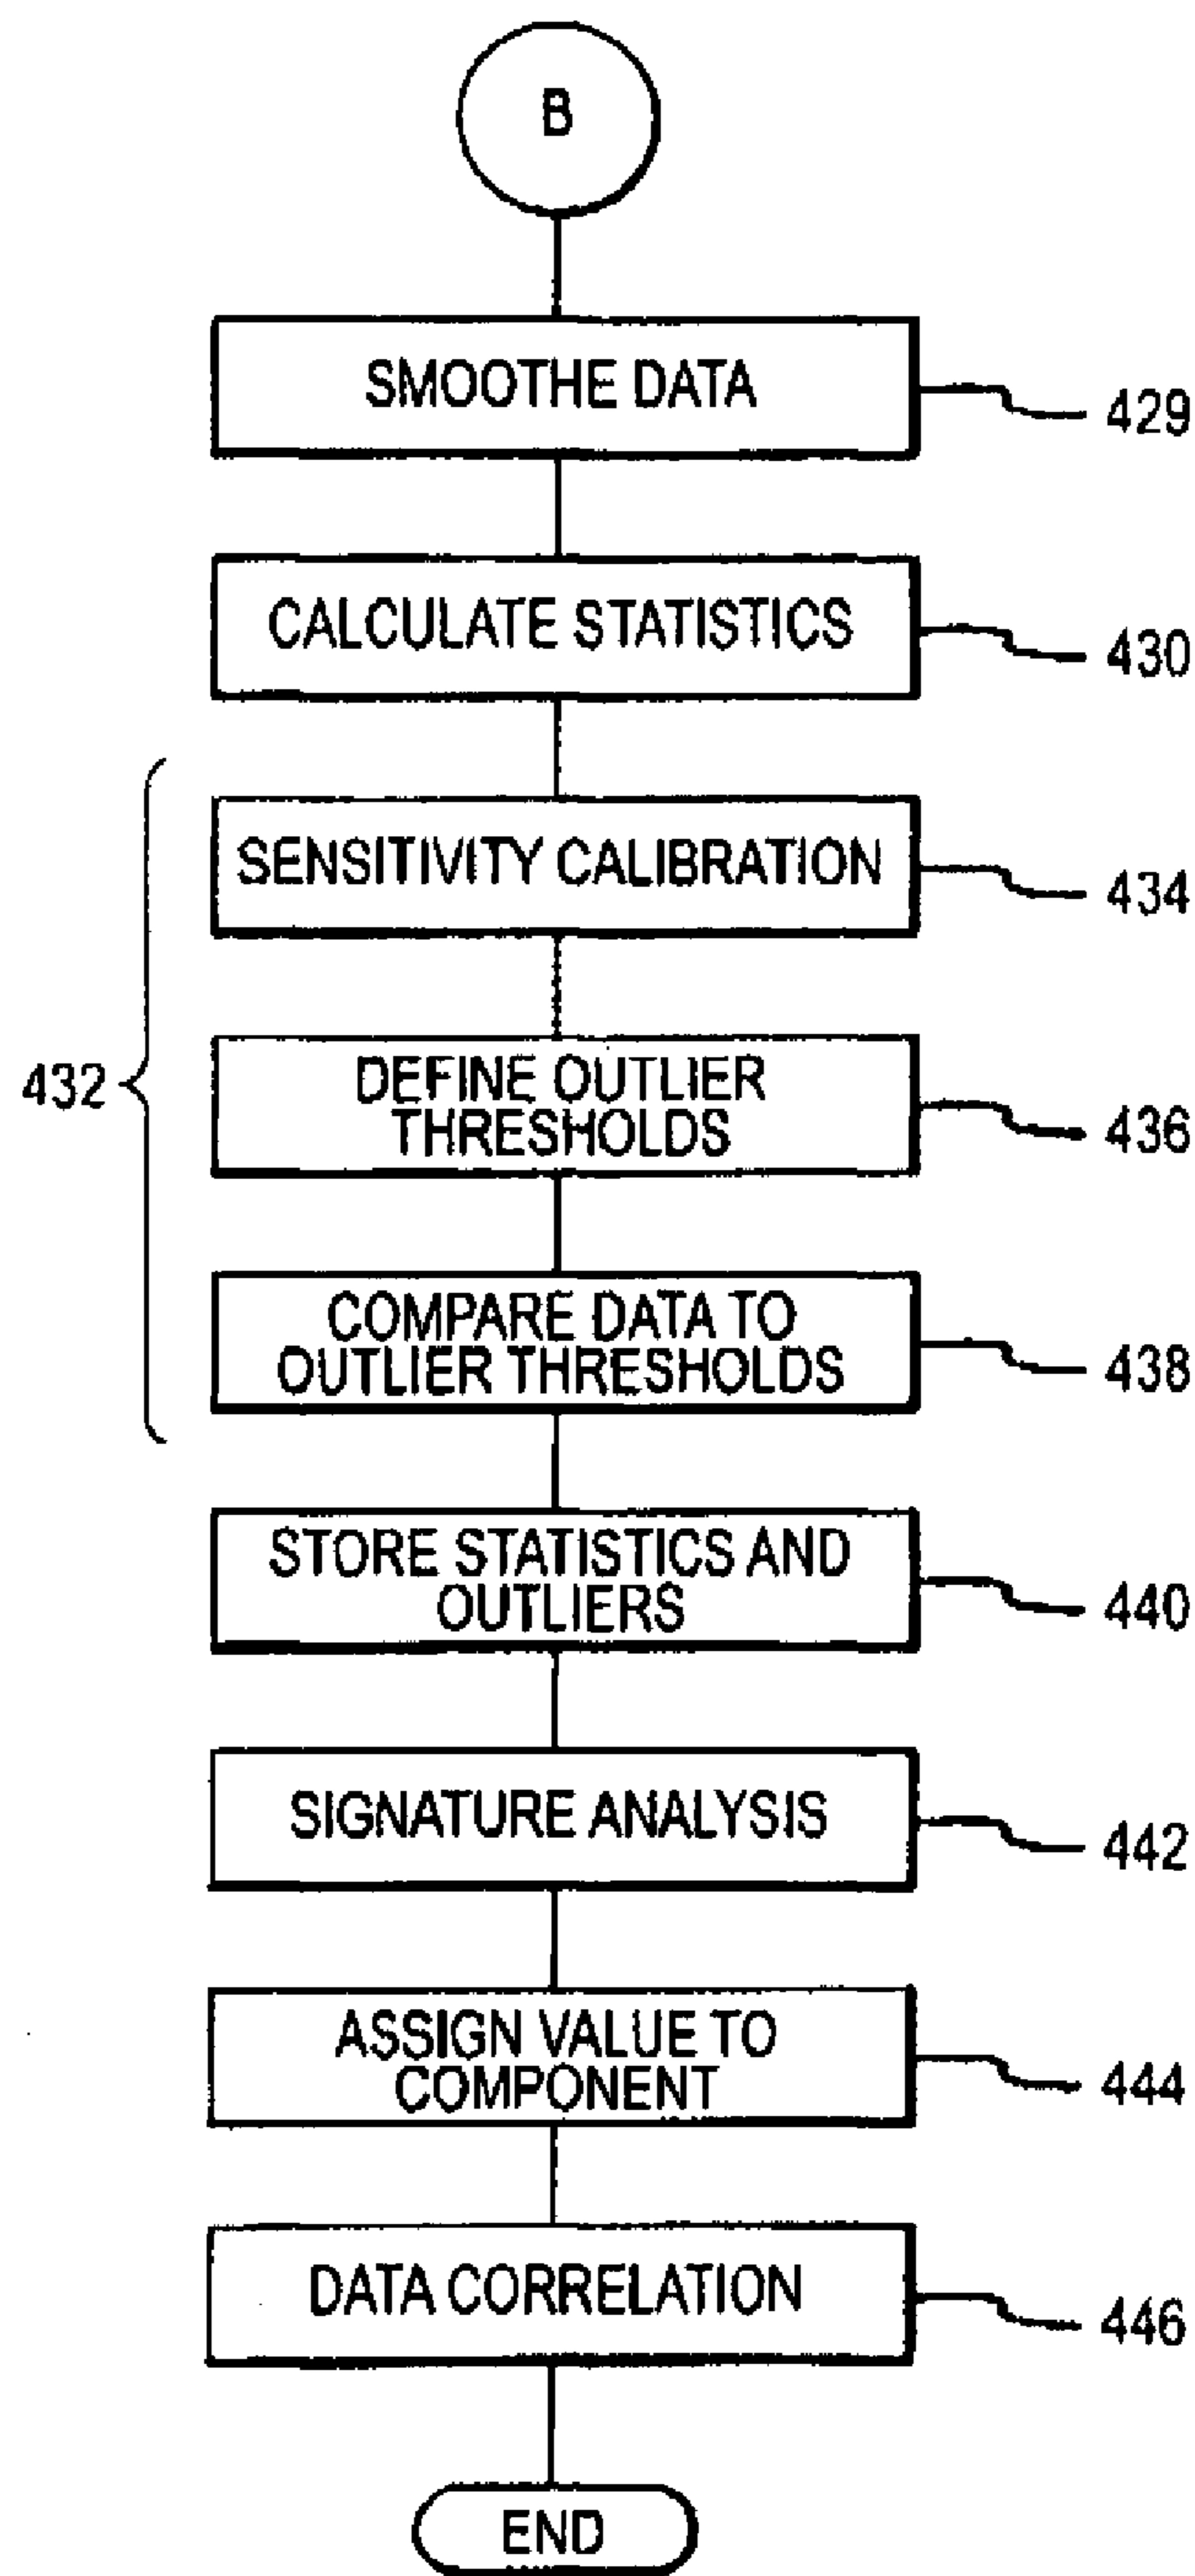 B
SMOOTHE DATA
429
CALCULATE STATISTICS
430
SENSITIVITY CALIBRATION
434
432
DEFINE OUTLIER
THRESHOLDS
436
COMPARE DATA TO
OUTLIER THRESHOLDS
438
STORE STATISTICS AND
OUTLIERS
440
SIGNATURE ANALYSIS
442
ASSIGN VALUE TO
COMPONENT
444
DATA CORRELATION
446
END